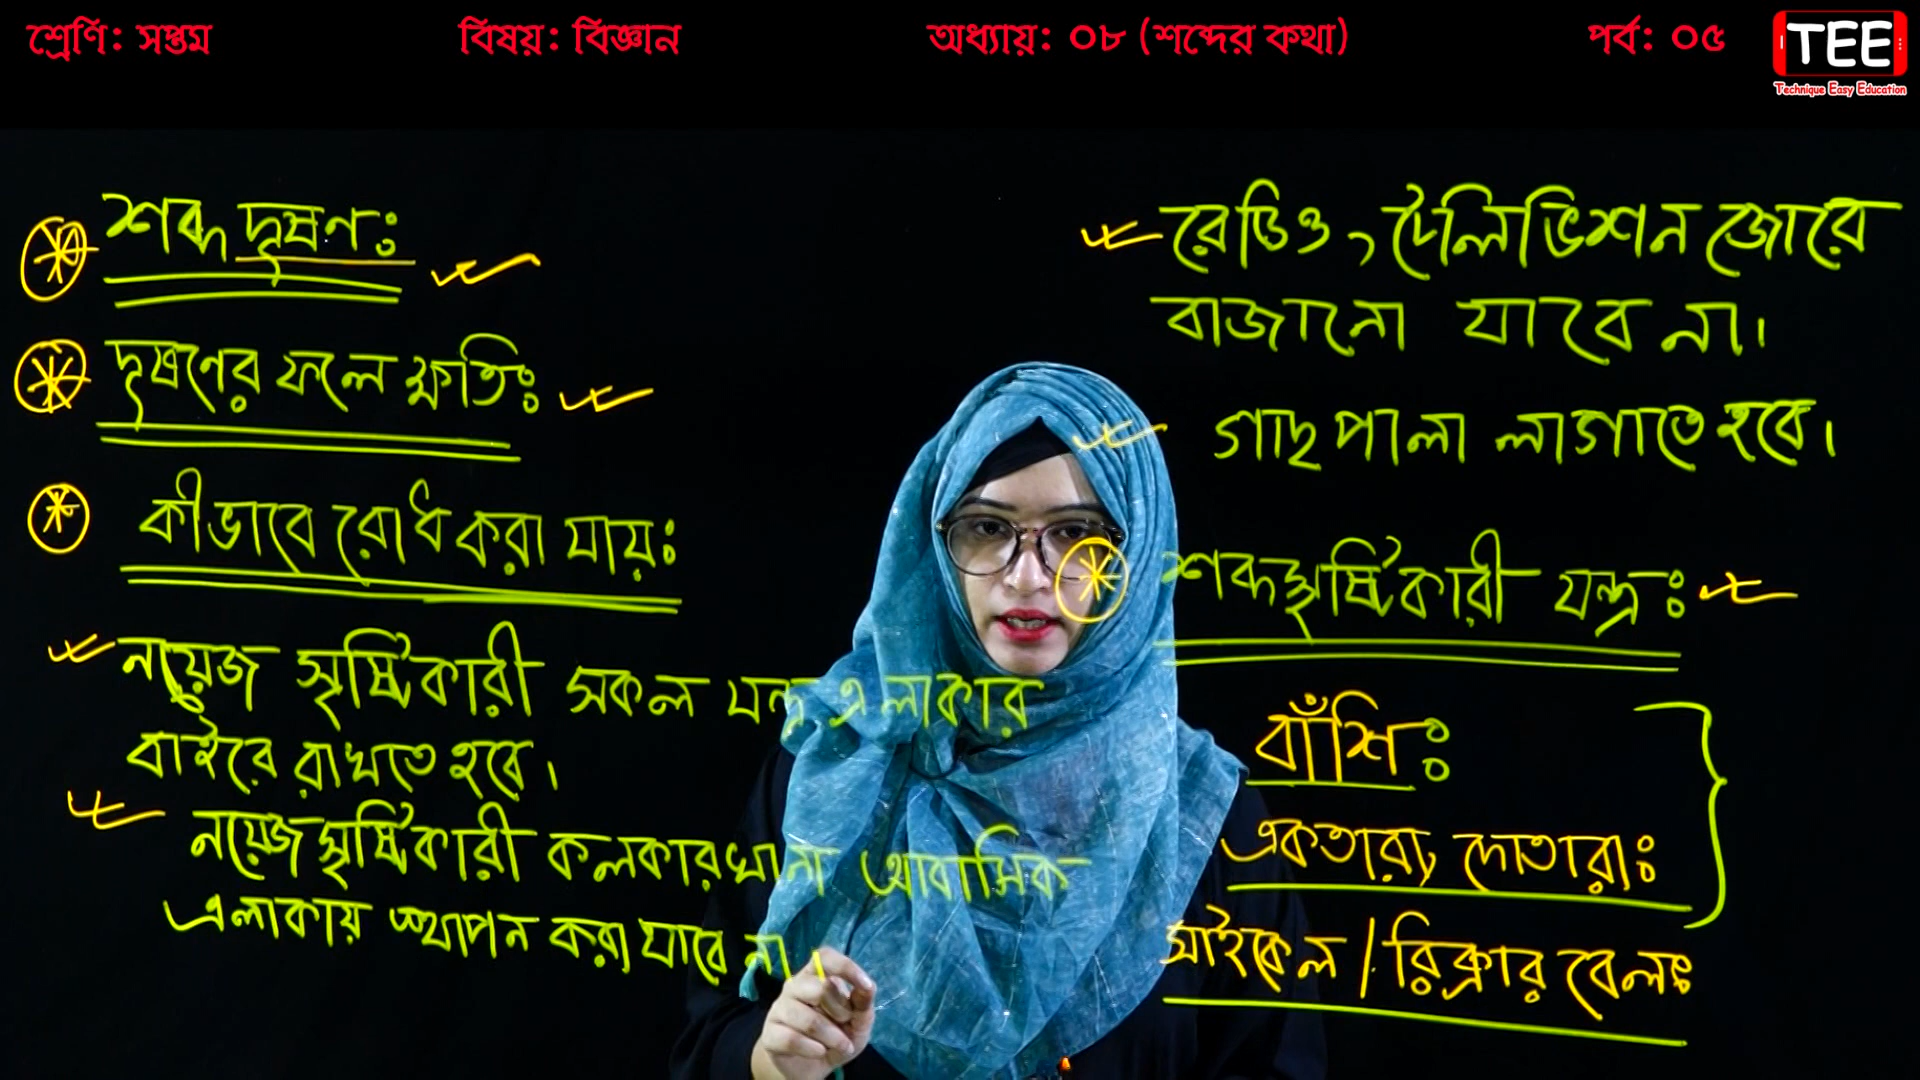 শ্রেণি: সপ্তম
বিষয়: বিজ্ঞান
অধ্যায়: ০৮ (শব্দের কথা)
পর্ব: ০৫
TEE
Technique Easy Education
শব্দ দূষণঃ
দূষণের ফলে ক্ষতিঃ
কীভাবে রোধ করা যায়ঃ
নয়েজ সৃষ্টিকারী সকল যন্ত্র এলাকার
বাইরে রাখতে হবে।
নয়েজ সৃষ্টিকারী কলকারখানা আবাসিক
এলাকায় স্থাপন করা যাবে না।
রেডিও, টেলিভিশন জোরে
বাজানো যাবে না।
গাছপালা লাগাতে হবে।
শব্দসৃষ্টিকারী যন্ত্রঃ
বাঁশিঃ
একতারা, দোতারাঃ
সাইকেল / রিক্সার বেলঃ